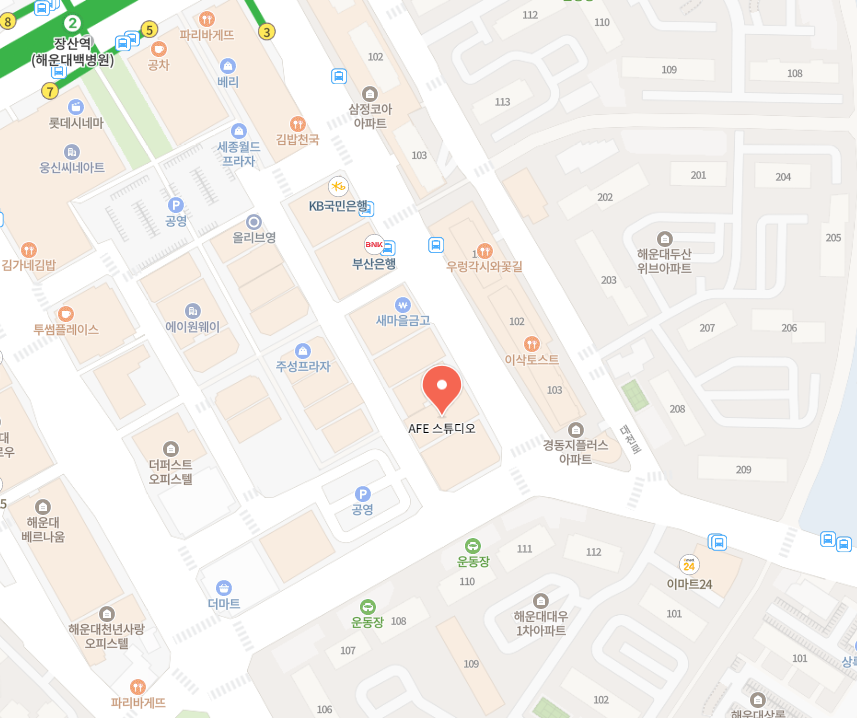 8
2
장산역
(해운대백병원)
5
7
3
파리바게뜨
공차
베리
롯데시네마
웅신씨네아트
세종월드
프라자
김밥천국
102
삼정코아
아파트
103
112
110
113
109
108
P
공영
KB국민은행
올리브영
BNK
부산은행
우렁각시와꽃길
202
201
204
205
해운대두산
위브아파트
203
김가네김밥
투썸플레이스
에이원웨이
새마을금고
102
이삭토스트
103
207
206
주성프라자
208
AFE 스튜디오
경동지플러스
아파트
대천로
209
더퍼스트
오피스텔
P
공영
해운대
베르나움
운동장
111
112
110
24
이마트24
더마트
운동장
108
해운대대우
1차아파트
101
해운대천년사랑
오피스텔
107
109
101
파리바게뜨
106
102
해운대상록